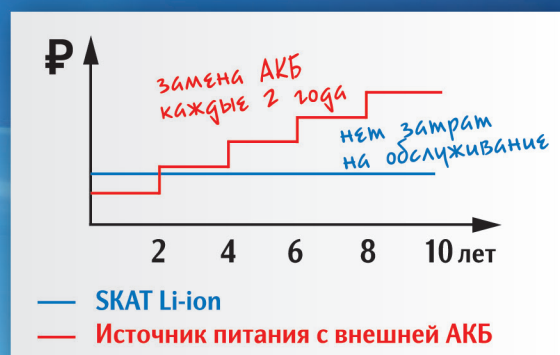 ₽
замена АКБ
каждые 2 года
нет затрат
на обслуживание
2 4 6 8 10 лет
SKAT Li-ion
Источник питания с внешней АКБ